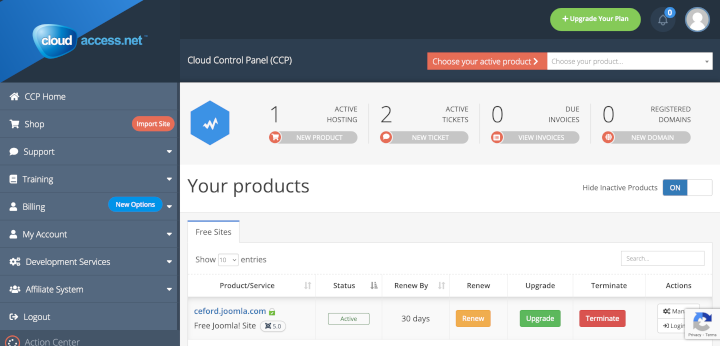 cloud access.net™
+ Upgrade Your Plan
0
Cloud Control Panel (CCP)
Choose your active product
Choose your product...
CCP Home
Shop
Import Site
Support
Training
Billing
New Options
My Account
Development Services
Affiliate System
Logout
Action Center
1
ACTIVE
HOSTING
NEW PRODUCT
2
ACTIVE
TICKETS
NEW TICKET
0
DUE
INVOICES
VIEW INVOICES
0
REGISTERED
DOMAINS
NEW DOMAIN
Your products
Hide Inactive Products
ON
Free Sites
Show 10 entries
Search...
Product/Service
Status
Renew By
Renew
Upgrade
Terminate
Actions
ceford.joomla.com
Free Joomla! Site
5.0
Active
30 days
Renew
Upgrade
Terminate
Man
Login
Privacy - Terms